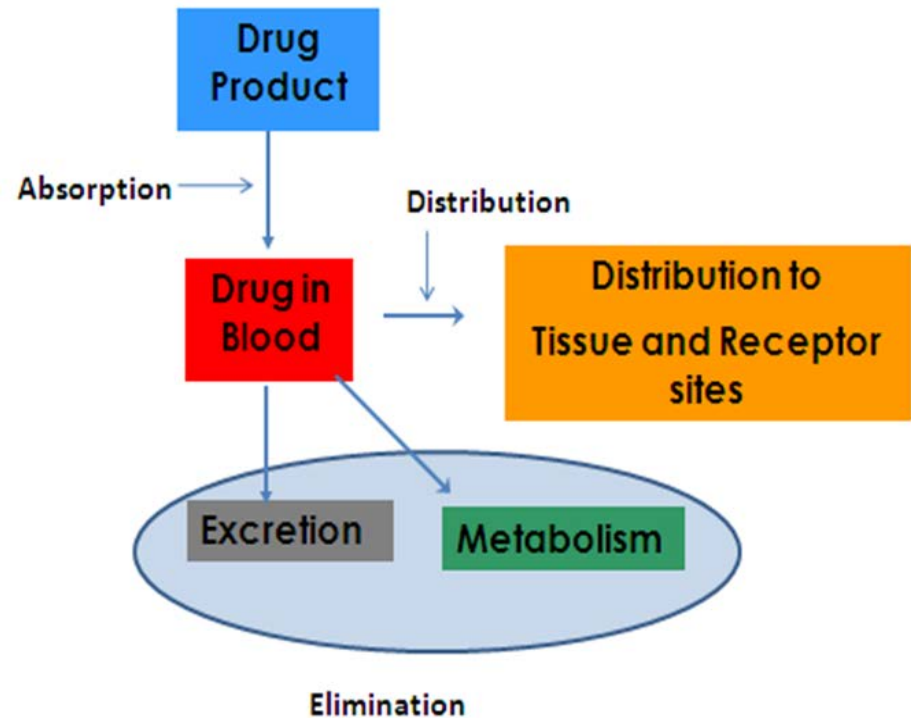 Drug
Product
Absorption
Distribution
Drug in
Blood
Distribution to
Tissue and Receptor
sites
Excretion
Metabolism
Elimination